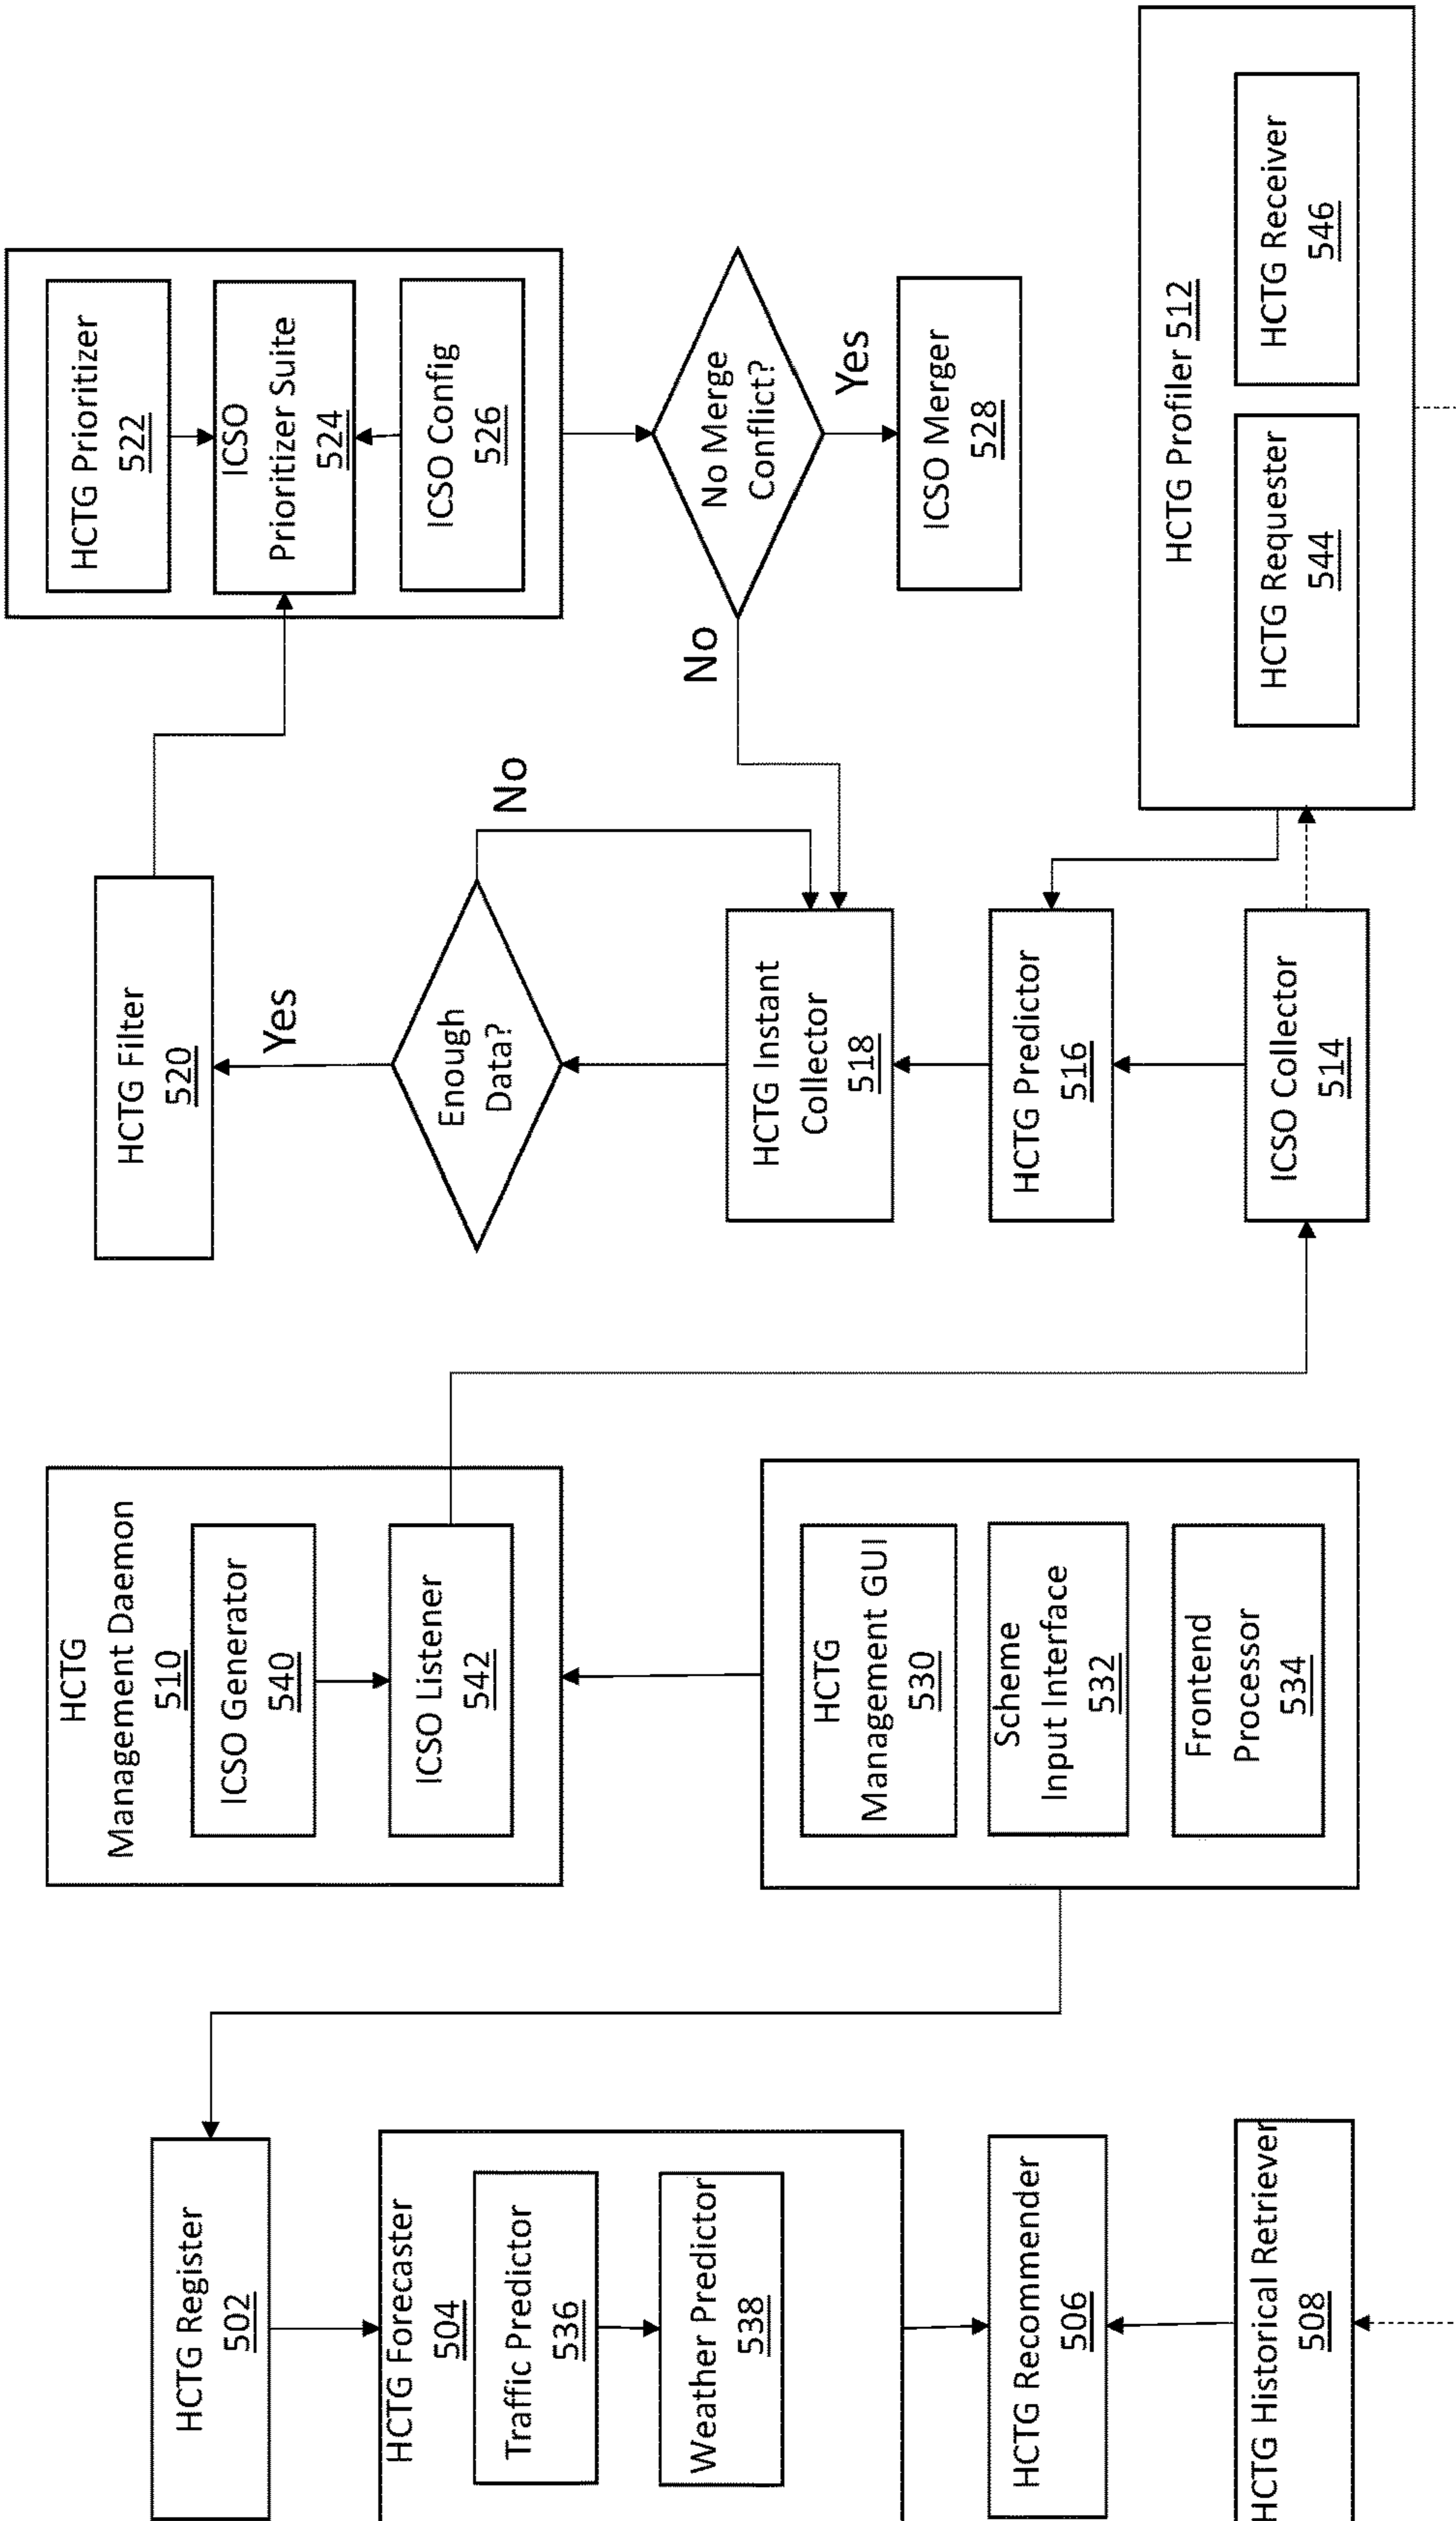 HCTG Register
502
HCTG Forecaster
504
Traffic Predictor
536
Weather Predictor
538
HCTG Recommender
506
HCTG Historical Retriever
508
HCTG
Management Daemon
510
ICSO Generator
540
ICSO Listener
542
HCTG
Management GUI
530
Scheme
Input Interface
532
Frontend
Processor
534
HCTG Filter
520
Yes
Enough
Data?
No
HCTG Instant
Collector
518
HCTG Predictor
516
ICSO Collector
514
HCTG Prioritizer
522
ICSO
Prioritizer Suite
524
ICSO Config
526
No Merge
Conflict?
No
Yes
ICSO Merger
528
HCTG Profiler 512
HCTG Requester
544
HCTG Receiver
546